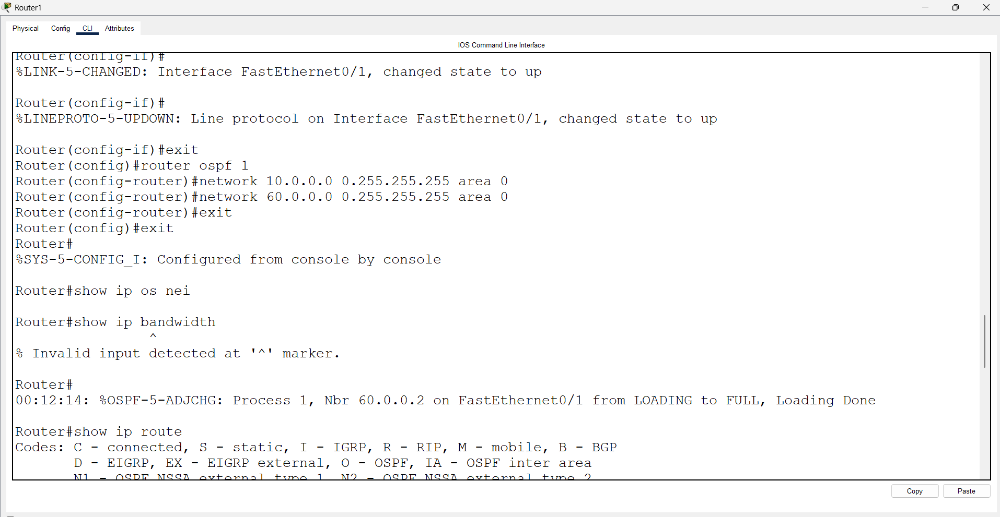 Router1
Physical Config CLI Attributes
IOS Command Line Interface
Router(config-if)#
%LINK-5-CHANGED: Interface FastEthernet0/1, changed state to up
Router(config-if)#
%LINEPROTO-5-UPDOWN: Line protocol on Interface FastEthernet0/1, changed state to up
Router(config-if)#exit
Router(config)#router ospf 1
Router(config-router)#network 10.0.0.0 0.255.255.255 area 0
Router(config-router)#network 60.0.0.0 0.255.255.255 area 0
Router(config-router)#exit
Router(config)#exit
Router#
%SYS-5-CONFIG_I: Configured from console by console
Router#show ip os nei
Router#show ip bandwidth
^
% Invalid input detected at '^' marker.
Router#
00:12:14: %OSPF-5-ADJCHG: Process 1, Nbr 60.0.0.2 on FastEthernet0/1 from LOADING to FULL, Loading Done
Router#show ip route
Codes: C - connected, S - static, I - IGRP, R - RIP, M - mobile, B - BGP
D - EIGRP, EX - EIGRP external, O - OSPF, IA - OSPF inter area
N1 - OSPF NSSA external type 1, N2 - OSPF NSSA external type 2
Copy Paste